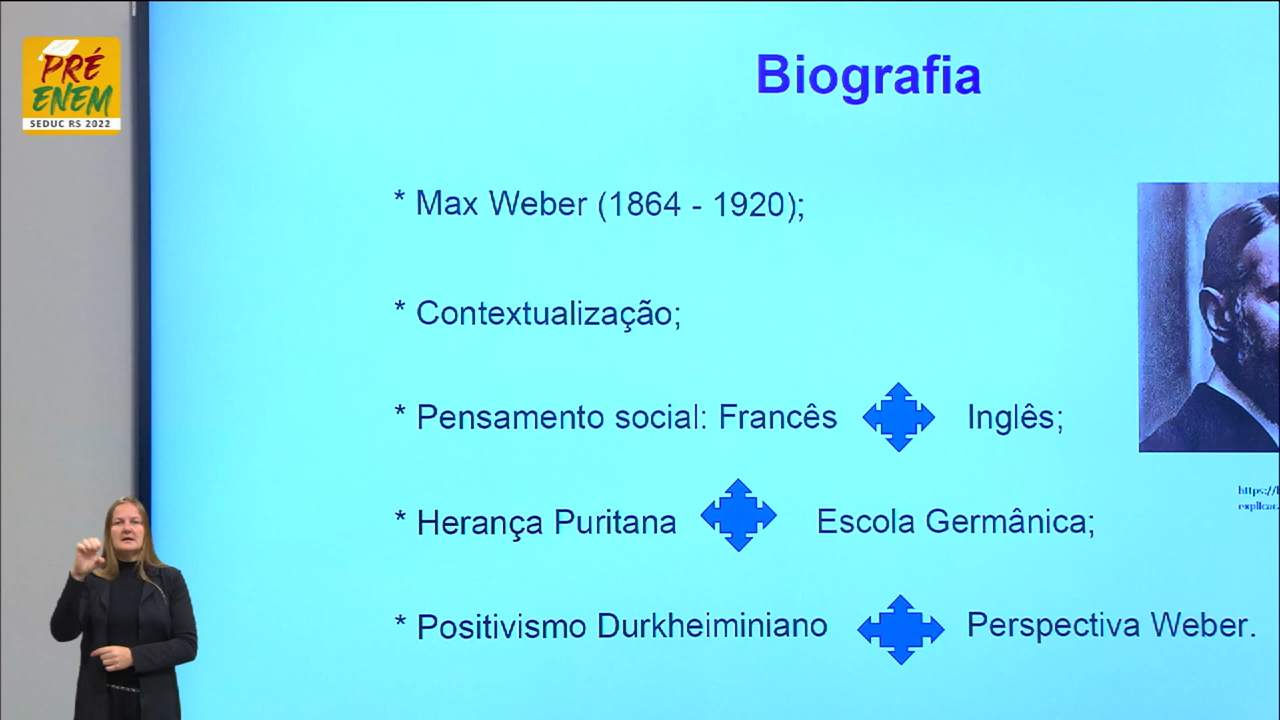 PRÉ
ENEM
SEDUC RS 2022
Biografia
* Max Weber (1864 - 1920);
* Contextualização;
* Pensamento social: Francês Inglês;
* Herança Puritana Escola Germânica;
* Positivismo Durkheiminiano Perspectiva Weber.